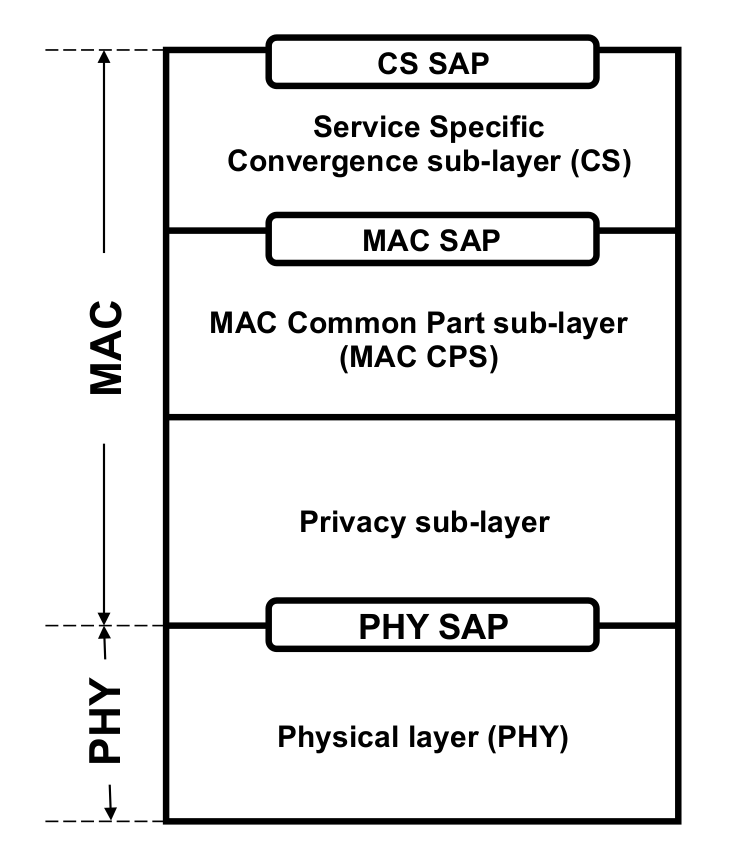 CS SAP
Service Specific
Convergence sub-layer (CS)
MAC SAP
MAC Common Part sub-layer
(MAC CPS)
MAC
Privacy sub-layer
PHY SAP
PHY
Physical layer (PHY)